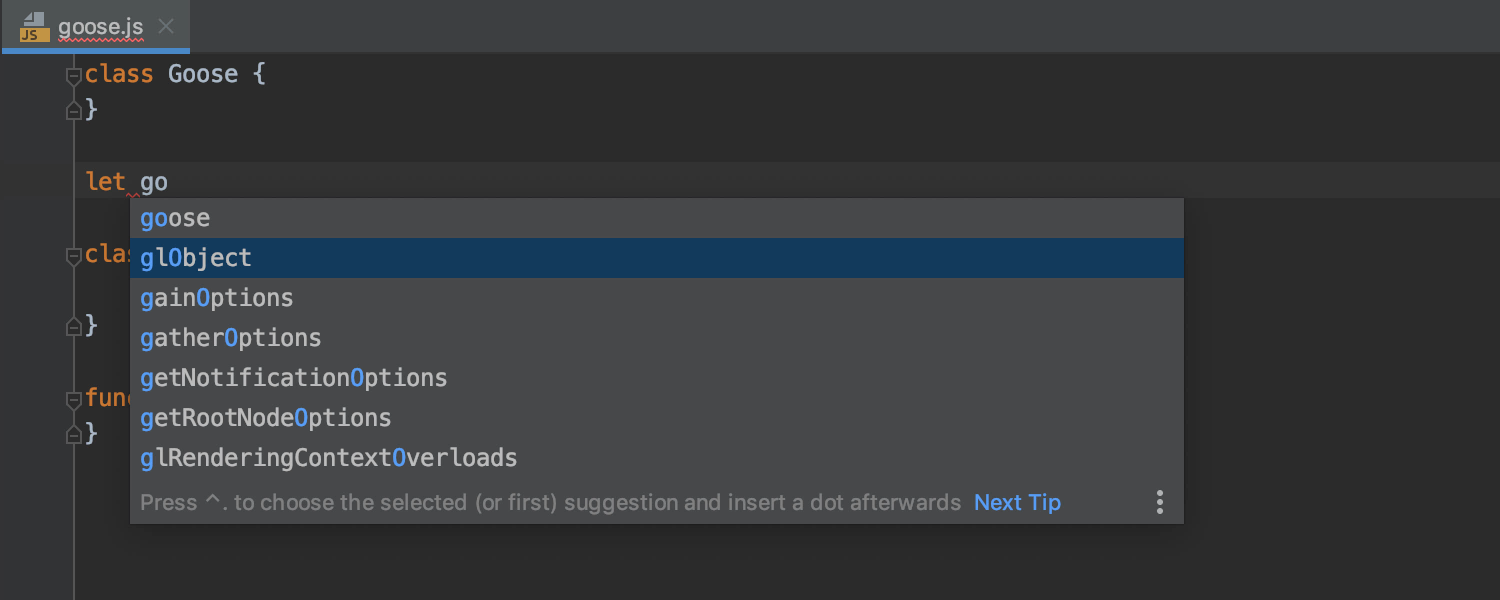 JS goose.js
class Goose {
}
let go
goose
glObject
clas
gainOptions
}
gatherOptions
getNotificationOptions
func
getRootNodeOptions
}
glRenderingContextOverloads
Press ^. to choose the selected (or first) suggestion and insert a dot afterwards Next Tip